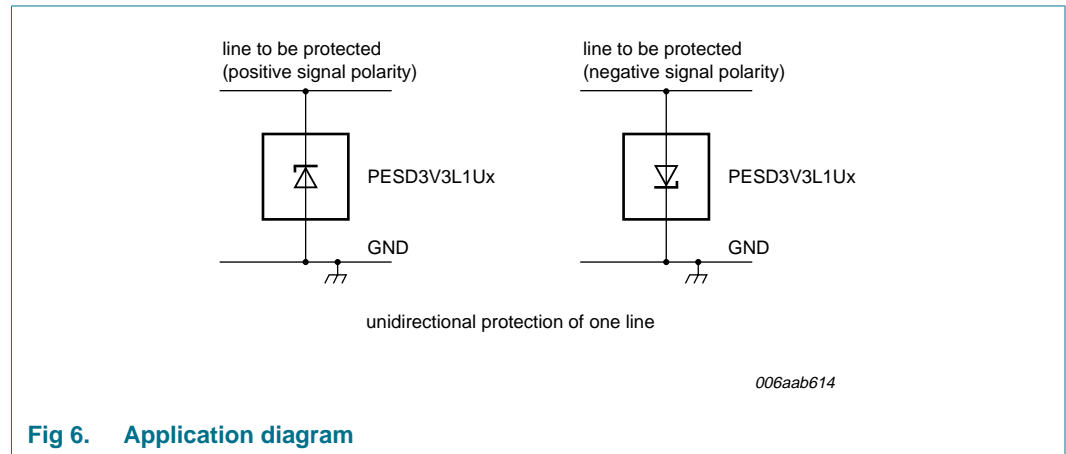 line to be protected
(positive signal polarity)
PESD3V3L1Ux
GND
line to be protected
(negative signal polarity)
PESD3V3L1Ux
GND
unidirectional protection of one line
006aab614
Fig 6. Application diagram